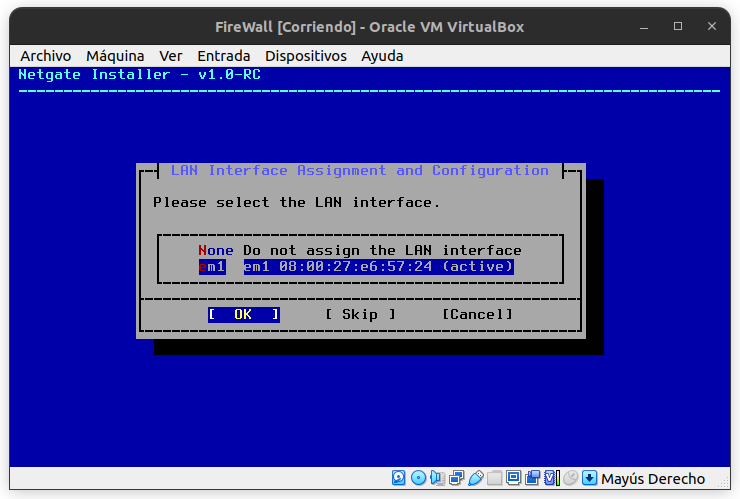 FireWall [Corriendo] - Oracle VM VirtualBox
Archivo Máquina Ver Entrada Dispositivos Ayuda
Netgate Installer - v1.0-RC
LAN Interface Assignment and Configuration
Please select the LAN interface.
None Do not assign the LAN interface
em1 em1 08:00:27:e6:57:24 (active)
[ OK ] [ Skip ] [Cancel]
Mayús Derecho